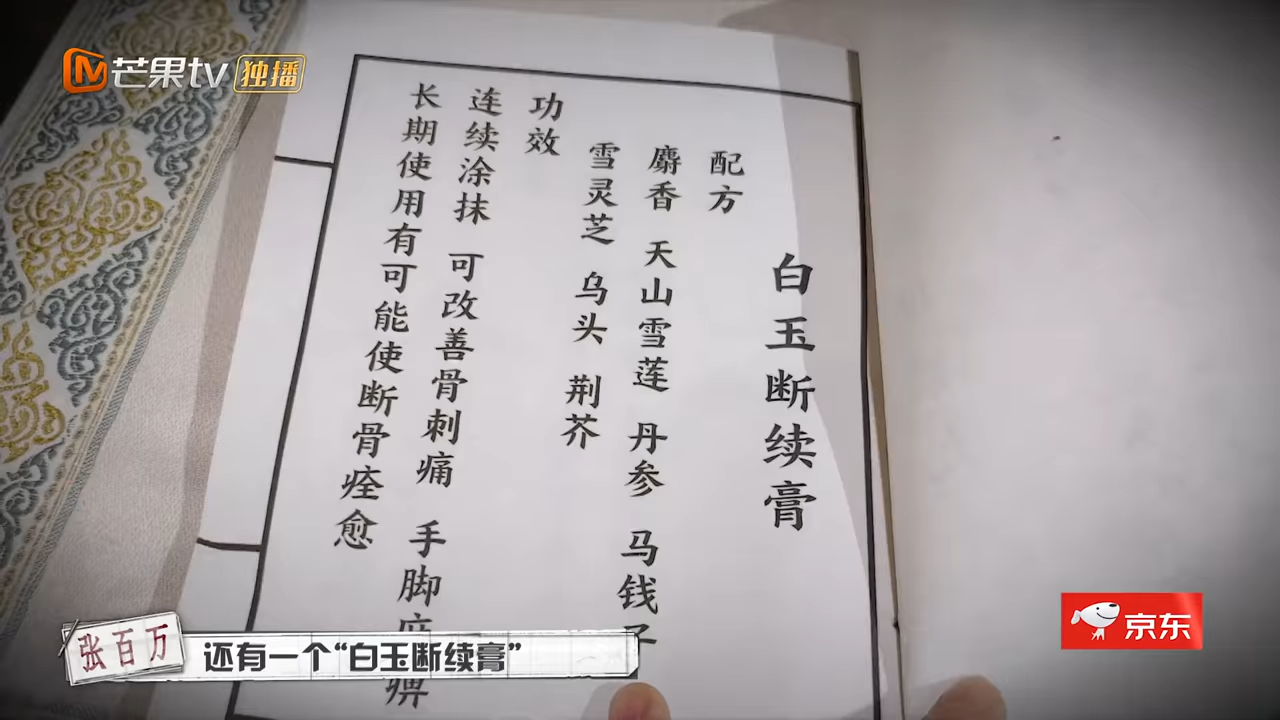 芒果tv 独播
白玉断续膏
配方
麝香 天山雪莲 丹参 马钱子
雪灵芝 乌头 荆芥
功效
连续涂抹 可改善骨刺痛 手脚麻痹
长期使用有可能使断骨痊愈
张百万
还有一个“白玉断续膏”
京东